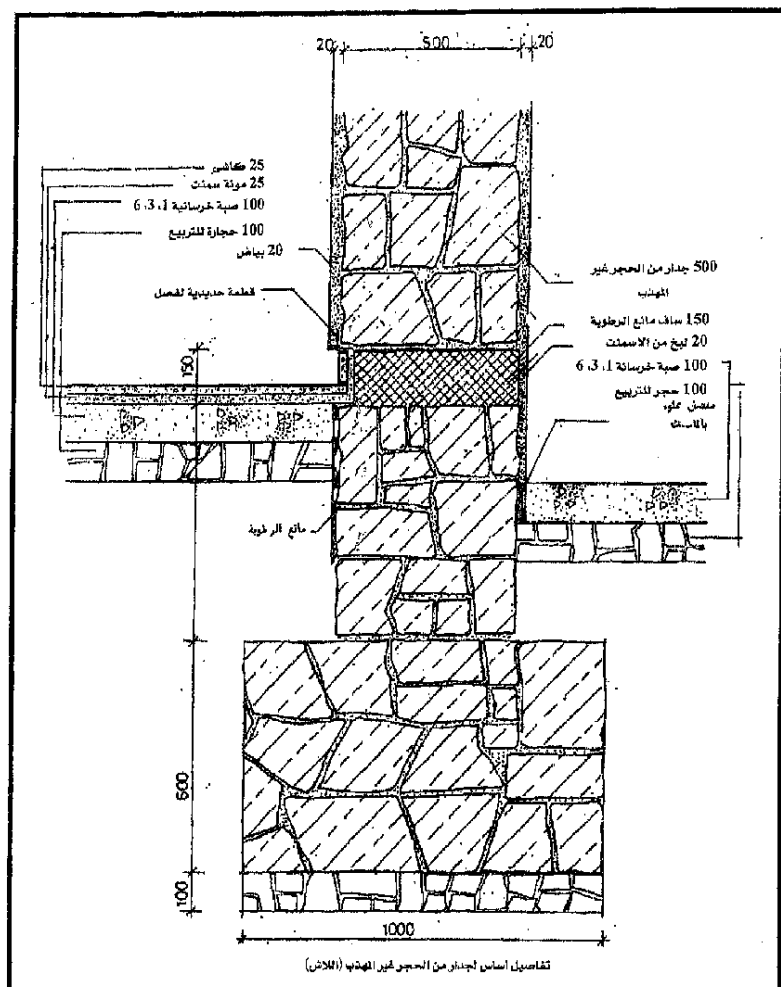 20 500 20
25 كاشي
25 مونة سمنت
100 صبة خرسانية 1، 3، 6
100 حجارة للتربيع
20 بياض
قطعة حديدية لفصل
500 جدار من الحجر غير
المهذب
150 ساف مانع الرطوبة
20 لبخ من الاسمنت
100 صبة خرسانة 1، 3، 6
100 حجر للتربيع
بالماستك
150
مانع الرطوبة
100
1000
تفاصيل أساس لجدار من الحجر غير المهذب (اللاش)